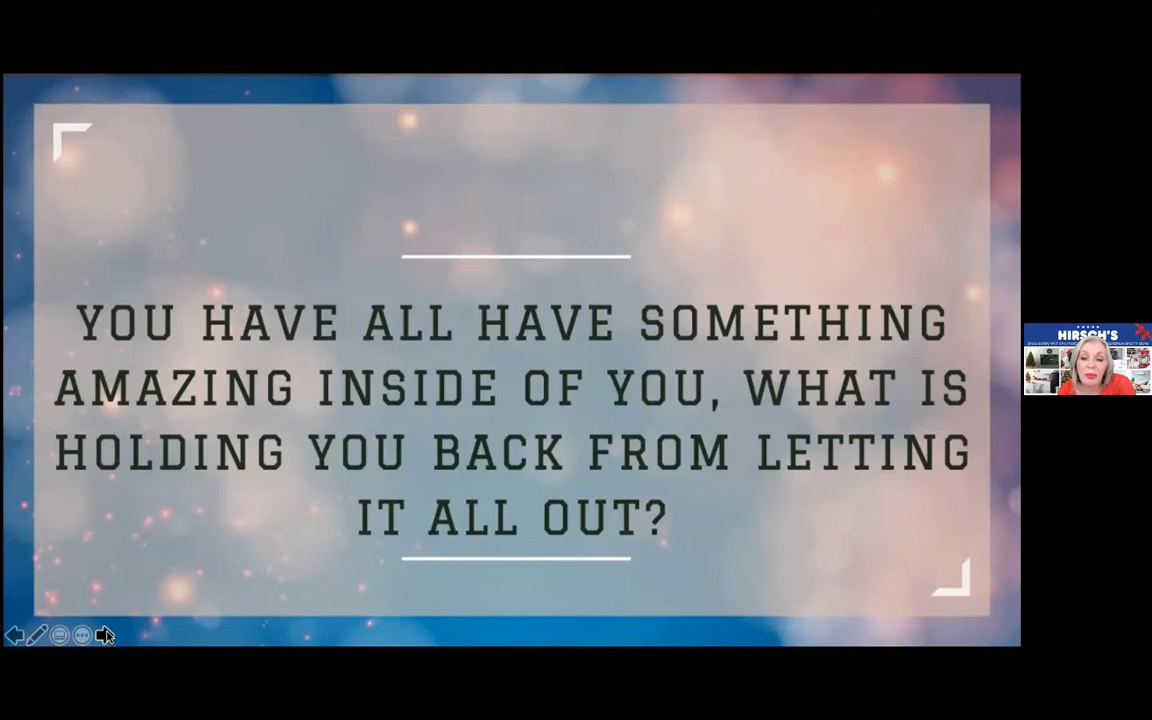 YOU HAVE ALL HAVE SOMETHING
AMAZING INSIDE OF YOU, WHAT IS
HOLDING YOU BACK FROM LETTING
IT ALL OUT?
HIRSCH'S